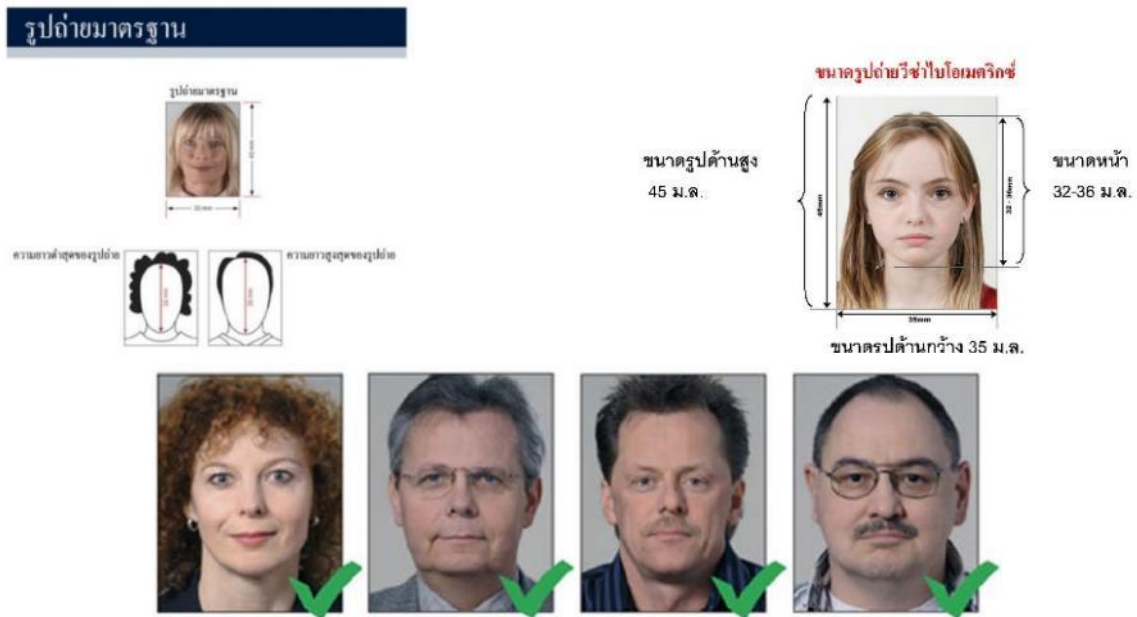 รูปถ่ายมาตรฐาน
รูปถ่ายมาตรฐาน
45 mm
35 mm
ความยาวต่ำสุดของรูปถ่าย
ความยาวสูงสุดของรูปถ่าย
ขนาดรูปถ่ายวีซ่าไบโอเมตริกซ์
ขนาดรูปด้านสูง
45 ม.ล.
45mm
32 - 36mm
ขนาดหน้า
32-36 ม.ล.
35mm
ขนาดรปด้านกว้าง 35 ม.ล.